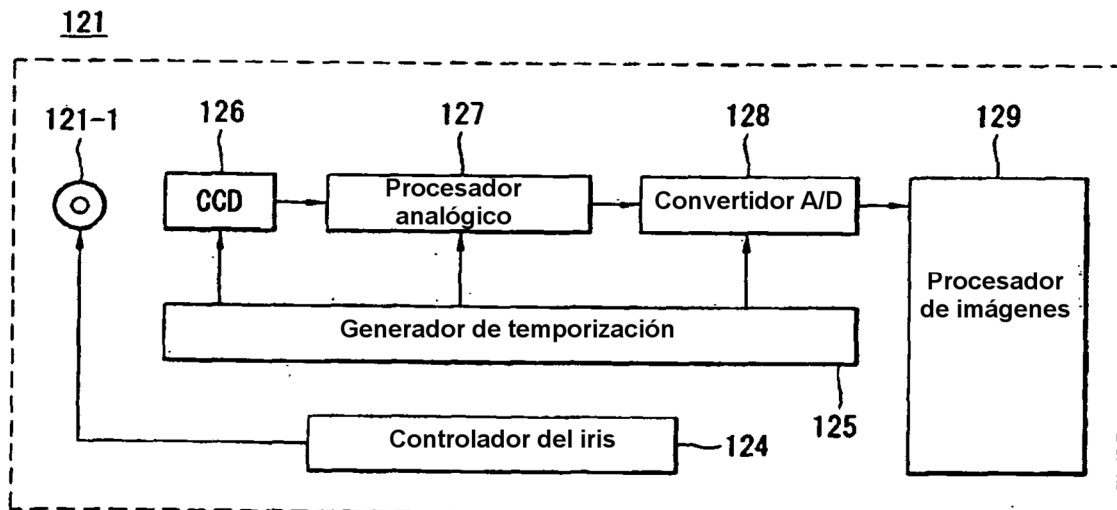 121
121-1
126
127
128
129
CCD
Procesador
analógico
Convertidor A/D
Procesador
de imágenes
Generador de temporización
125
Controlador del iris
124